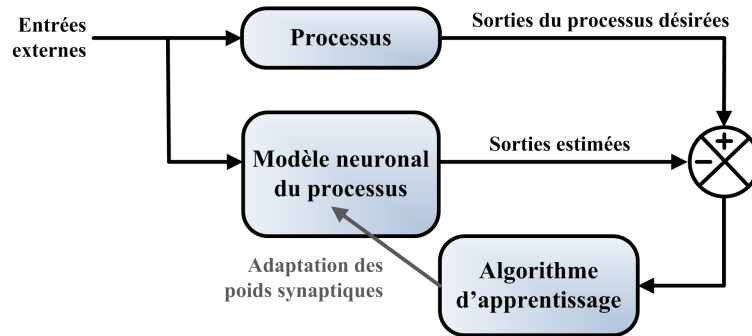 Entrées
externes
Processus
Sorties du processus désirées
Modèle neuronal
du processus
Sorties estimées
+
−
Adaptation des
poids synaptiques
Algorithme
d'apprentissage